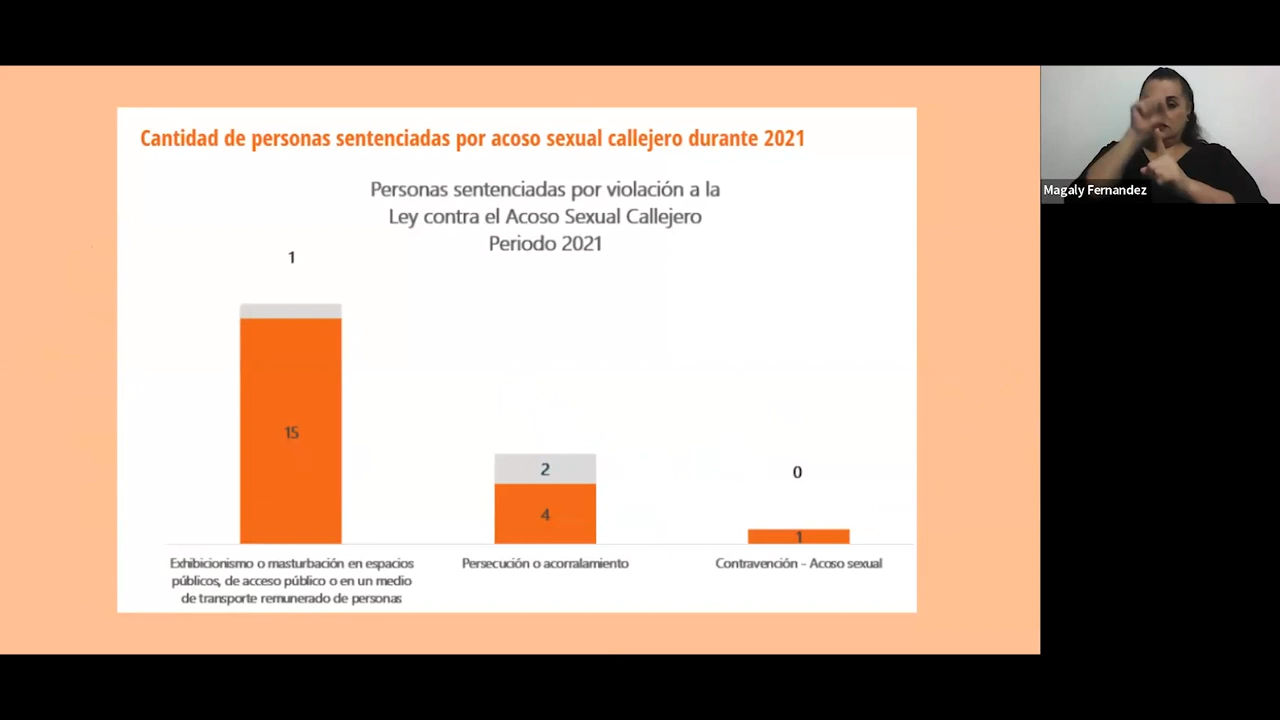 Cantidad de personas sentenciadas por acoso sexual callejero durante 2021
Personas sentenciadas por violación a la
Ley contra el Acoso Sexual Callejero
Periodo 2021
1
15
2
4
0
1
Exhibicionismo o masturbación en espacios
públicos, de acceso público o en un medio
de transporte remunerado de personas
Persecución o acorralamiento
Contravención - Acoso sexual
Magaly Fernandez